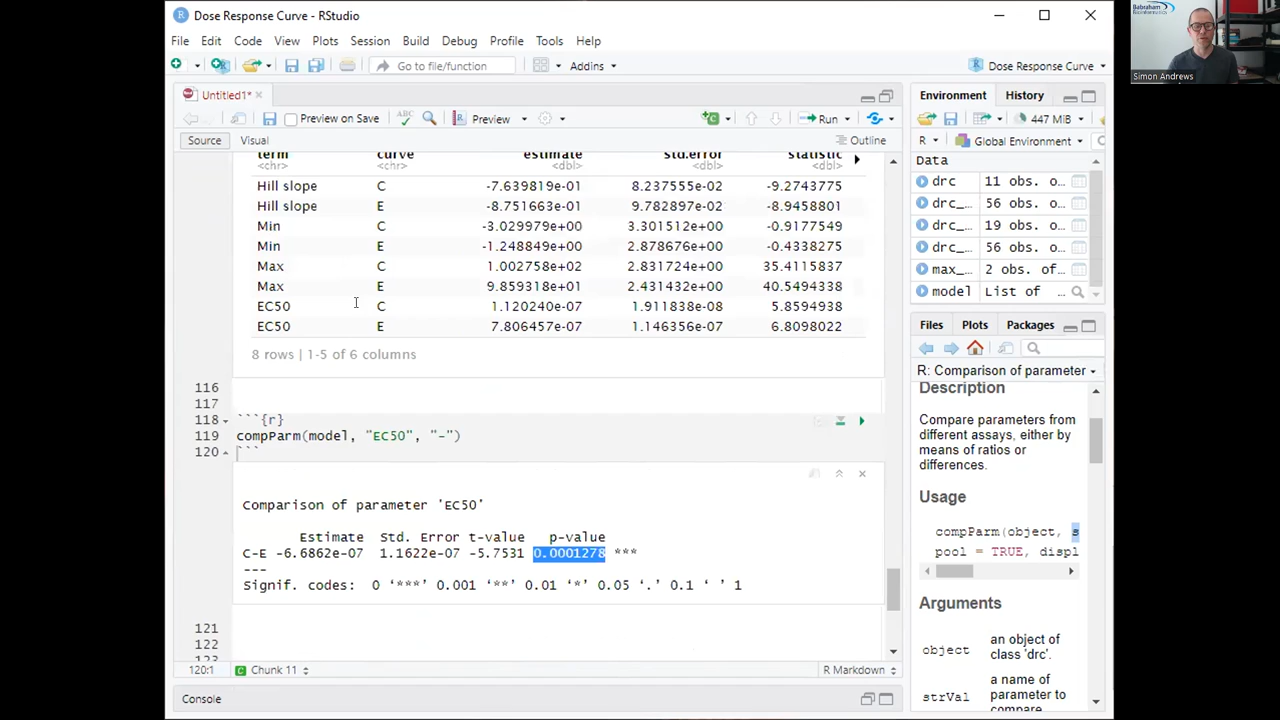 Dose Response Curve - RStudio
File Edit Code View Plots Session Build Debug Profile Tools Help
Go to file/function Addins Dose Response Curve
Babraham
Bioinformatics
Simon Andrews
Untitled1*
Preview on Save Preview Run
Source Visual Outline
term curve estimate std.error statistic
<chr> <chr> <dbl> <dbl> <dbl>
Hill slope C -7.639819e-01 8.237555e-02 -9.2743775
Hill slope E -8.751663e-01 9.782897e-02 -8.9458801
Min C -3.029979e+00 3.301512e+00 -0.9177549
Min E -1.248849e+00 2.878676e+00 -0.4338275
Max C 1.002758e+02 2.831724e+00 35.4115837
Max E 9.859318e+01 2.431432e+00 40.5494338
EC50 C 1.120240e-07 1.911838e-08 5.8594938
EC50 E 7.806457e-07 1.146356e-07 6.8098022
8 rows | 1-5 of 6 columns
116
117
118 ```{r}
119 compParm(model, "EC50", "-")
120 ```
Comparison of parameter 'EC50'
Estimate Std. Error t-value p-value
C-E -6.6862e-07 1.1622e-07 -5.7531 0.0001278 ***
---
Signif. codes: 0 ‘***’ 0.001 ‘**’ 0.01 ‘*’ 0.05 ‘.’ 0.1 ‘ ’ 1
121
122
123
120:1 Chunk 11 R Markdown
Console
Environment History
447 MB
R Global Environment
Data
drc 11 obs. o…
drc_… 56 obs. o…
drc_… 19 obs. o…
drc_… 56 obs. o…
max_… 2 obs. of…
model List of …
Files Plots Packages
R: Comparison of parameter
Description
Compare parameters from
different assays, either by
means of ratios or
differences.
Usage
compParm(object, s
pool = TRUE, displ
Arguments
object an object of
class 'drc'.
strVal a name of
parameter to
compare